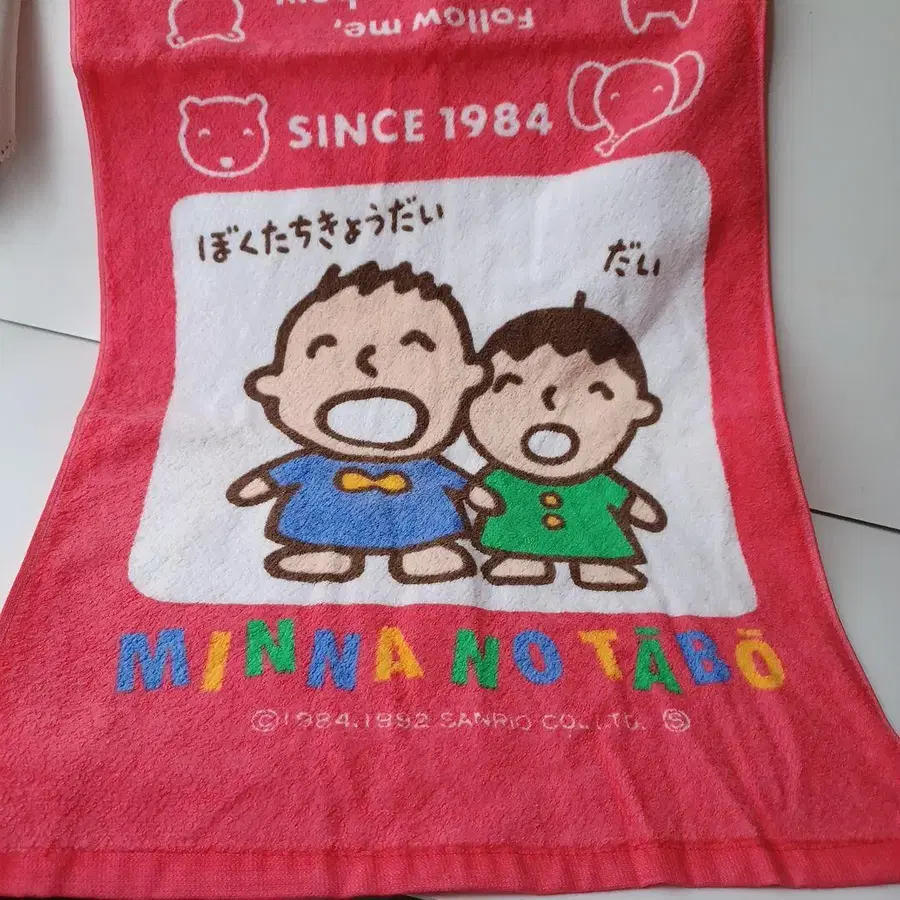 Follow me,
SINCE 1984
ぼくたちきょうだい
だい
MINNA NO TĀBŌ
©1984.1992 SANRIO CO.,LTD. Ⓢ